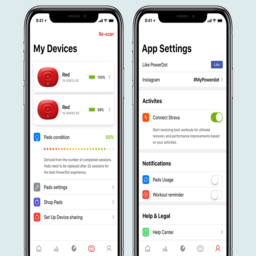 9:41
Re-scan
My Devices
Red
100%
Red
100%
Pads condition
Derived from the number of completed sessions.
Pads need to be replaced after 20 sessions for
the best PowerDot experience
Pads settings
Shop Pads
Set Up Device sharing
9:41
App Settings
Like PowerDot
Like
Instagram
#MyPowerdot
Activites
Connect Strava
Start receiving best workouts for ultimate
recovery and performance improvements based
on your activities.
Notifications
Pads Usage
Workout reminder
Help & Legal
Help Center